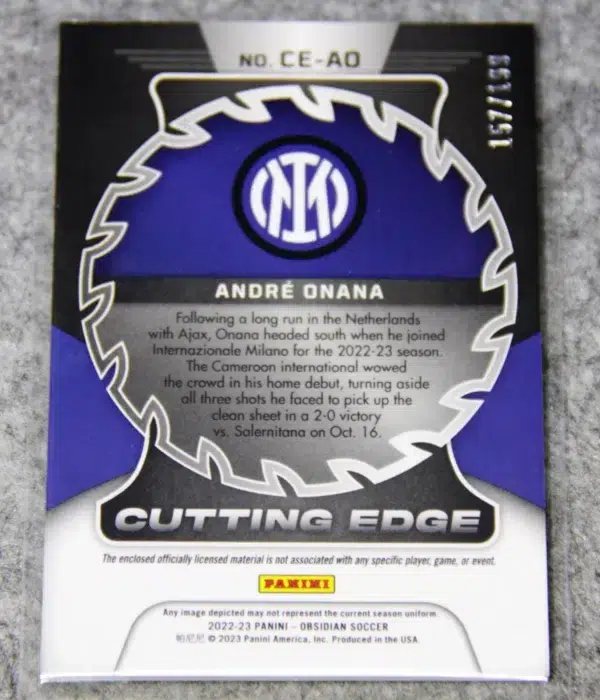 NO. CE-AO
157/199
IM
ANDRÉ ONANA
Following a long run in the Netherlands
with Ajax, Onana headed south when he joined
Internazionale Milano for the 2022-23 season.
The Cameroon international wowed
the crowd in his home debut, turning aside
all three shots he faced to pick up the
clean sheet in a 2-0 victory
vs. Salernitana on Oct. 16.
CUTTING EDGE
The enclosed officially licensed material is not associated with any specific player, game, or event.
PANINI
Any image depicted may not represent the current season uniform.
2022-23 PANINI – OBSIDIAN SOCCER
帕尼尼 © 2023 Panini America, Inc. Produced in the USA.